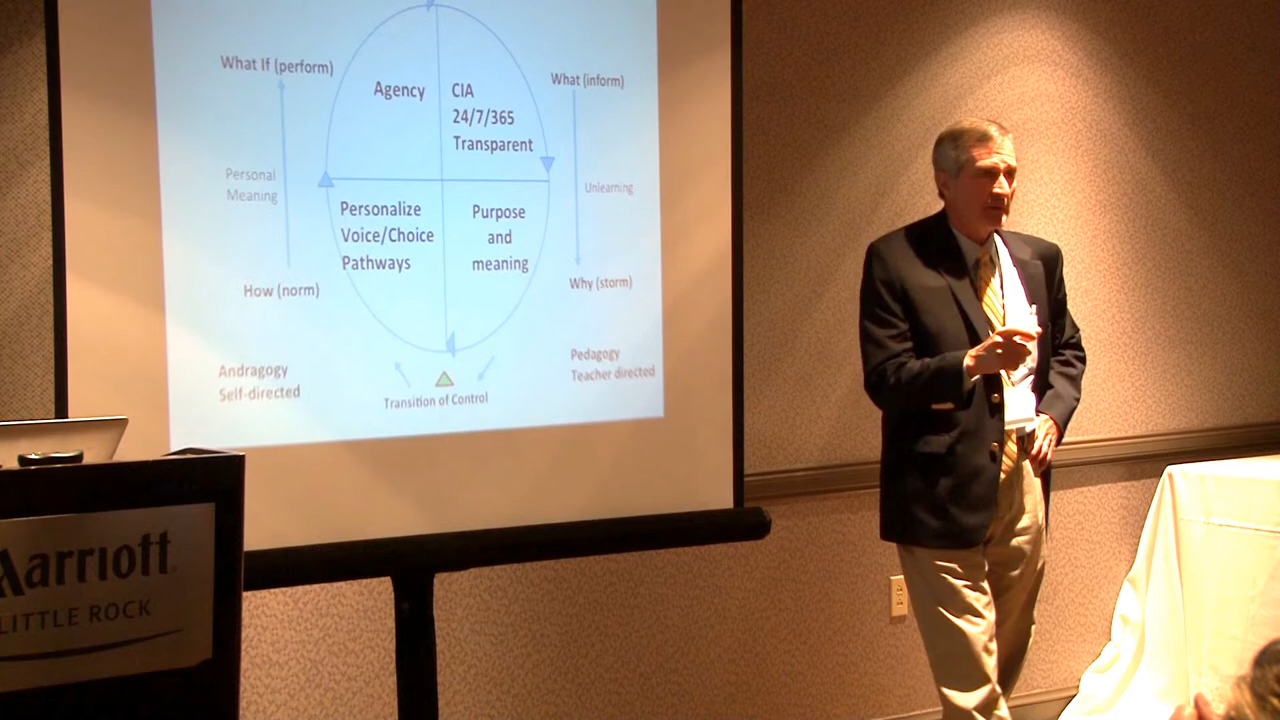 What If (perform)
What (inform)
Agency
CIA
24/7/365
Transparent
Personal
Meaning
Unlearning
Personalize
Voice/Choice
Pathways
Purpose
and
meaning
How (norm)
Why (storm)
Andragogy
Self-directed
Pedagogy
Teacher directed
Transition of Control
Marriott
LITTLE ROCK